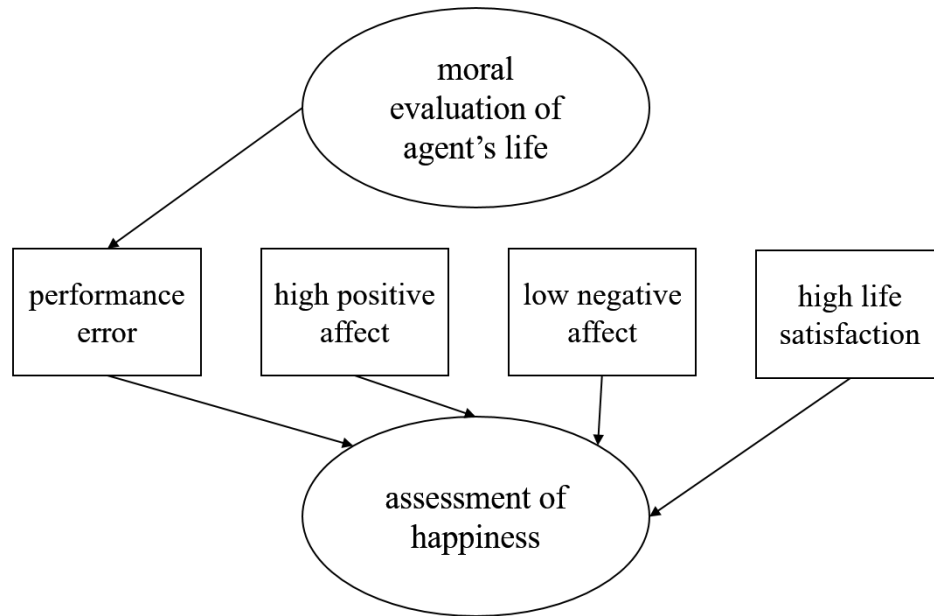 moral
evaluation of
agent’s life
performance
error
high positive
affect
low negative
affect
high life
satisfaction
assessment of
happiness